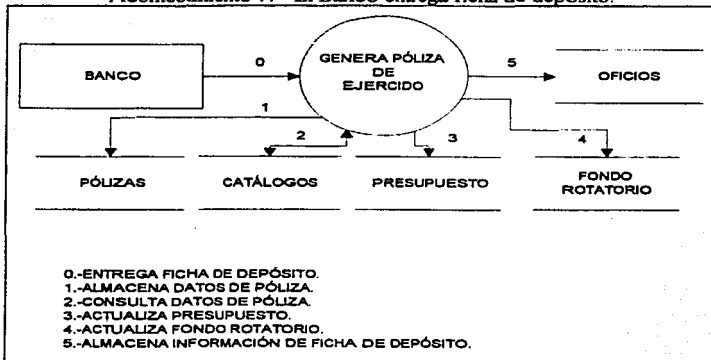 BANCO
0
GENERA PÓLIZA
DE
EJERCIDO
5
OFICIOS
1
2
3
4
PÓLIZAS
CATÁLOGOS
PRESUPUESTO
FONDO
ROTATORIO
0.-ENTREGA FICHA DE DEPÓSITO.
1.-ALMACENA DATOS DE PÓLIZA.
2.-CONSULTA DATOS DE PÓLIZA.
3.-ACTUALIZA PRESUPUESTO.
4.-ACTUALIZA FONDO ROTATORIO.
5.-ALMACENA INFORMACIÓN DE FICHA DE DEPÓSITO.